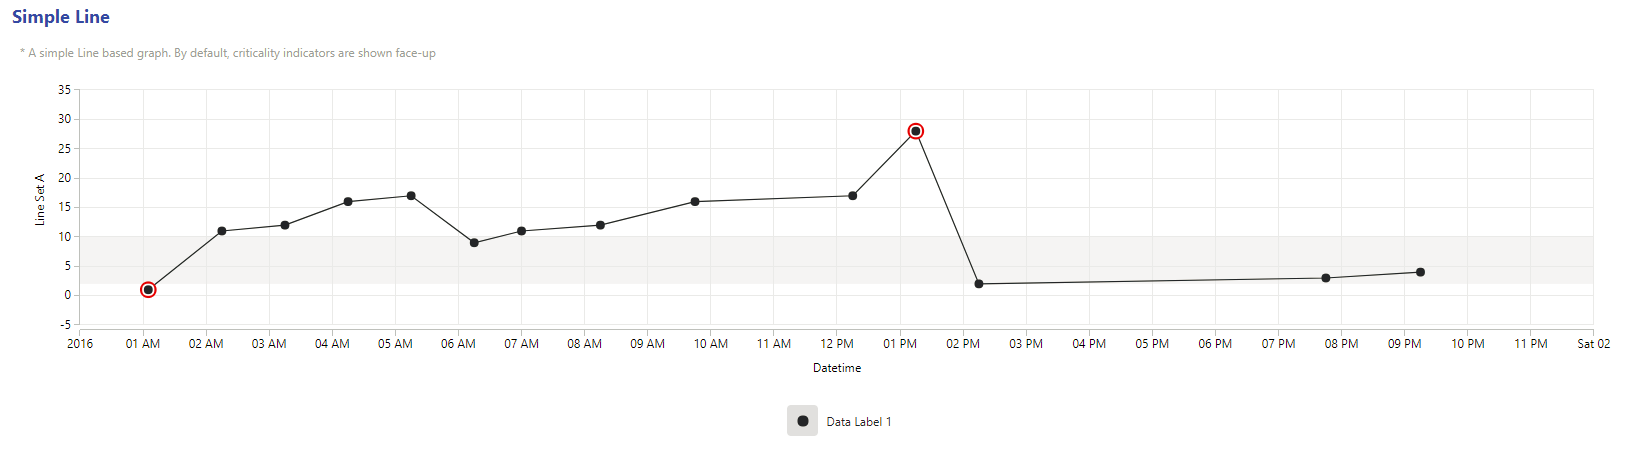 Simple Line
* A simple Line based graph. By default, criticality indicators are shown face-up
35
30
25
20
15
10
5
0
-5
Line Set A
2016 01 AM 02 AM 03 AM 04 AM 05 AM 06 AM 07 AM 08 AM 09 AM 10 AM 11 AM 12 PM 01 PM 02 PM 03 PM 04 PM 05 PM 06 PM 07 PM 08 PM 09 PM 10 PM 11 PM Sat 02
Datetime
Data Label 1